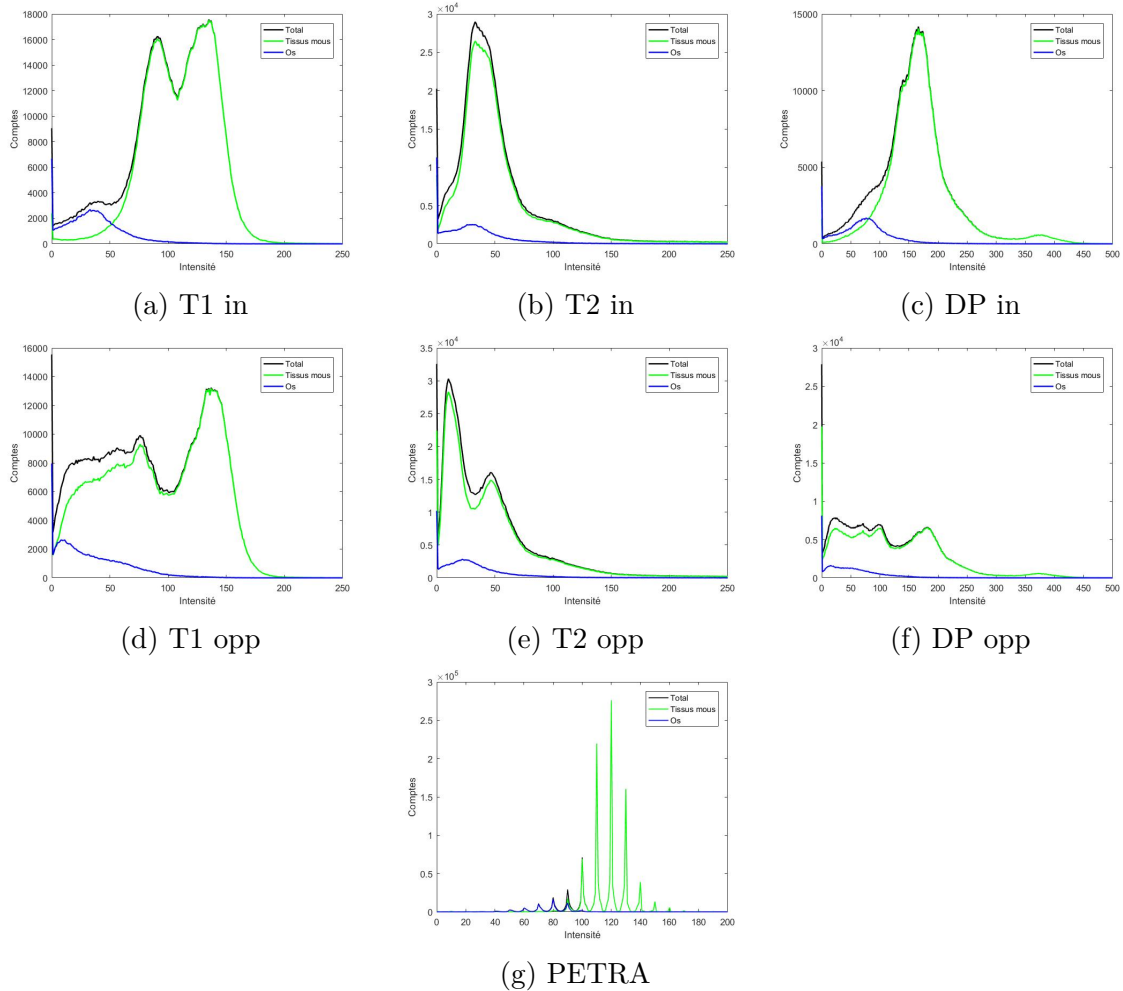 18000
16000
14000
12000
10000
8000
6000
4000
2000
0
Comptes
Total
Tissus mous
Os
0 50 100 150 200 250
Intensité
(a) T1 in
×10⁴
3
2.5
2
1.5
1
0.5
0
Comptes
Total
Tissus mous
Os
0 50 100 150 200 250
Intensité
(b) T2 in
15000
10000
5000
0
Comptes
Total
Tissus mous
Os
0 50 100 150 200 250 300 350 400 450 500
Intensité
(c) DP in
16000
14000
12000
10000
8000
6000
4000
2000
0
Comptes
Total
Tissus mous
Os
0 50 100 150 200 250
Intensité
(d) T1 opp
×10⁴
3.5
3
2.5
2
1.5
1
0.5
0
Comptes
Total
Tissus mous
Os
0 50 100 150 200 250
Intensité
(e) T2 opp
×10⁴
3
2.5
2
1.5
1
0.5
0
Comptes
Total
Tissus mous
Os
0 50 100 150 200 250 300 350 400 450 500
Intensité
(f) DP opp
×10⁵
3
2.5
2
1.5
1
0.5
0
Comptes
Total
Tissus mous
Os
0 20 40 60 80 100 120 140 160 180 200
Intensité
(g) PETRA